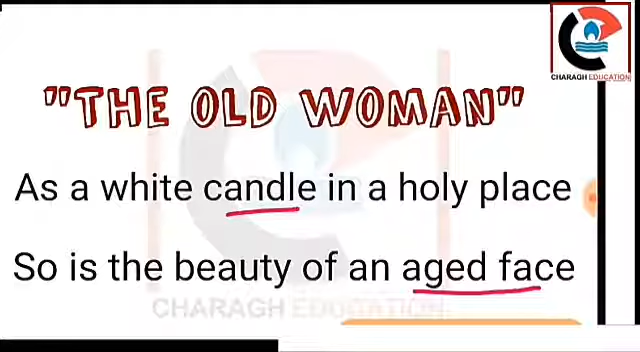 CHARAGH EDUCATION
"THE OLD WOMAN"
As a white candle in a holy place
So is the beauty of an aged face
CHARAGH EDUCATION